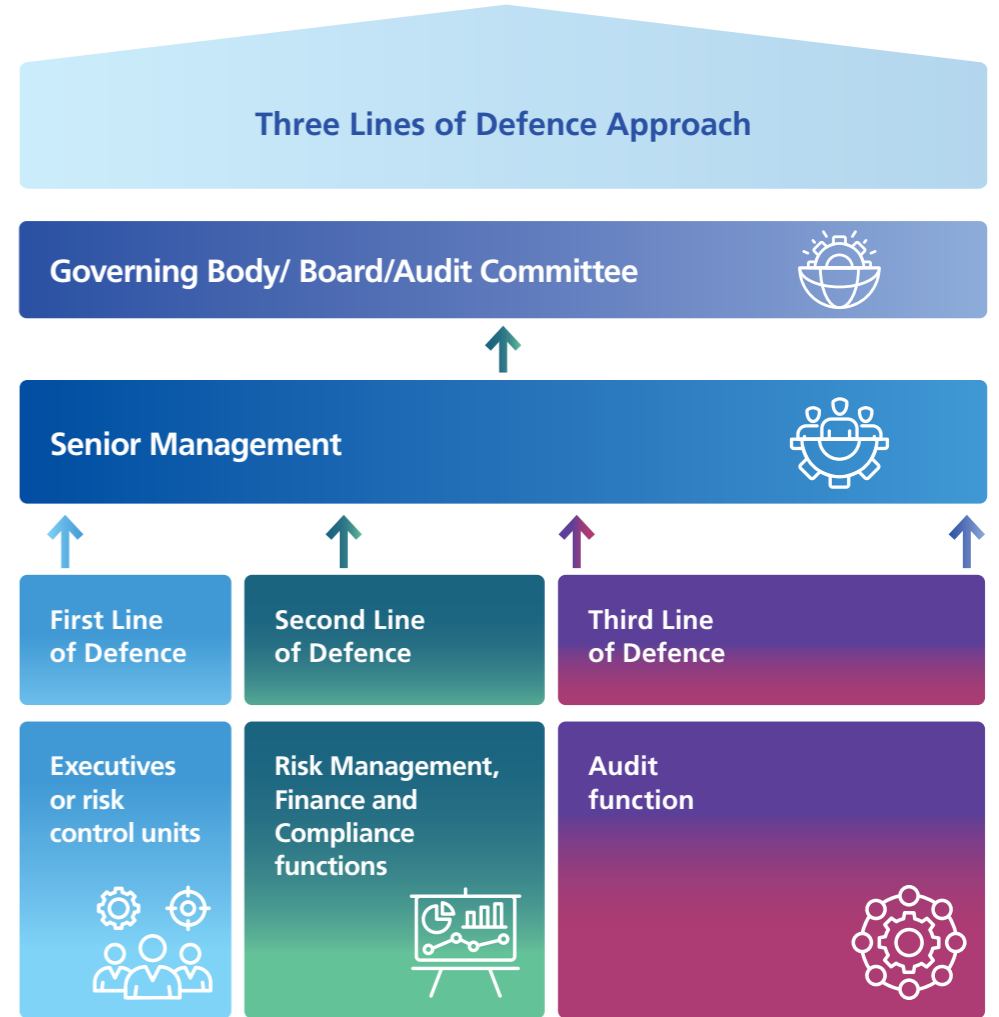 Three Lines of Defence Approach
Governing Body/ Board/Audit Committee
Senior Management
First Line
of Defence
Second Line
of Defence
Third Line
of Defence
Executives
or risk
control units
Risk Management,
Finance and
Compliance
functions
Audit
function